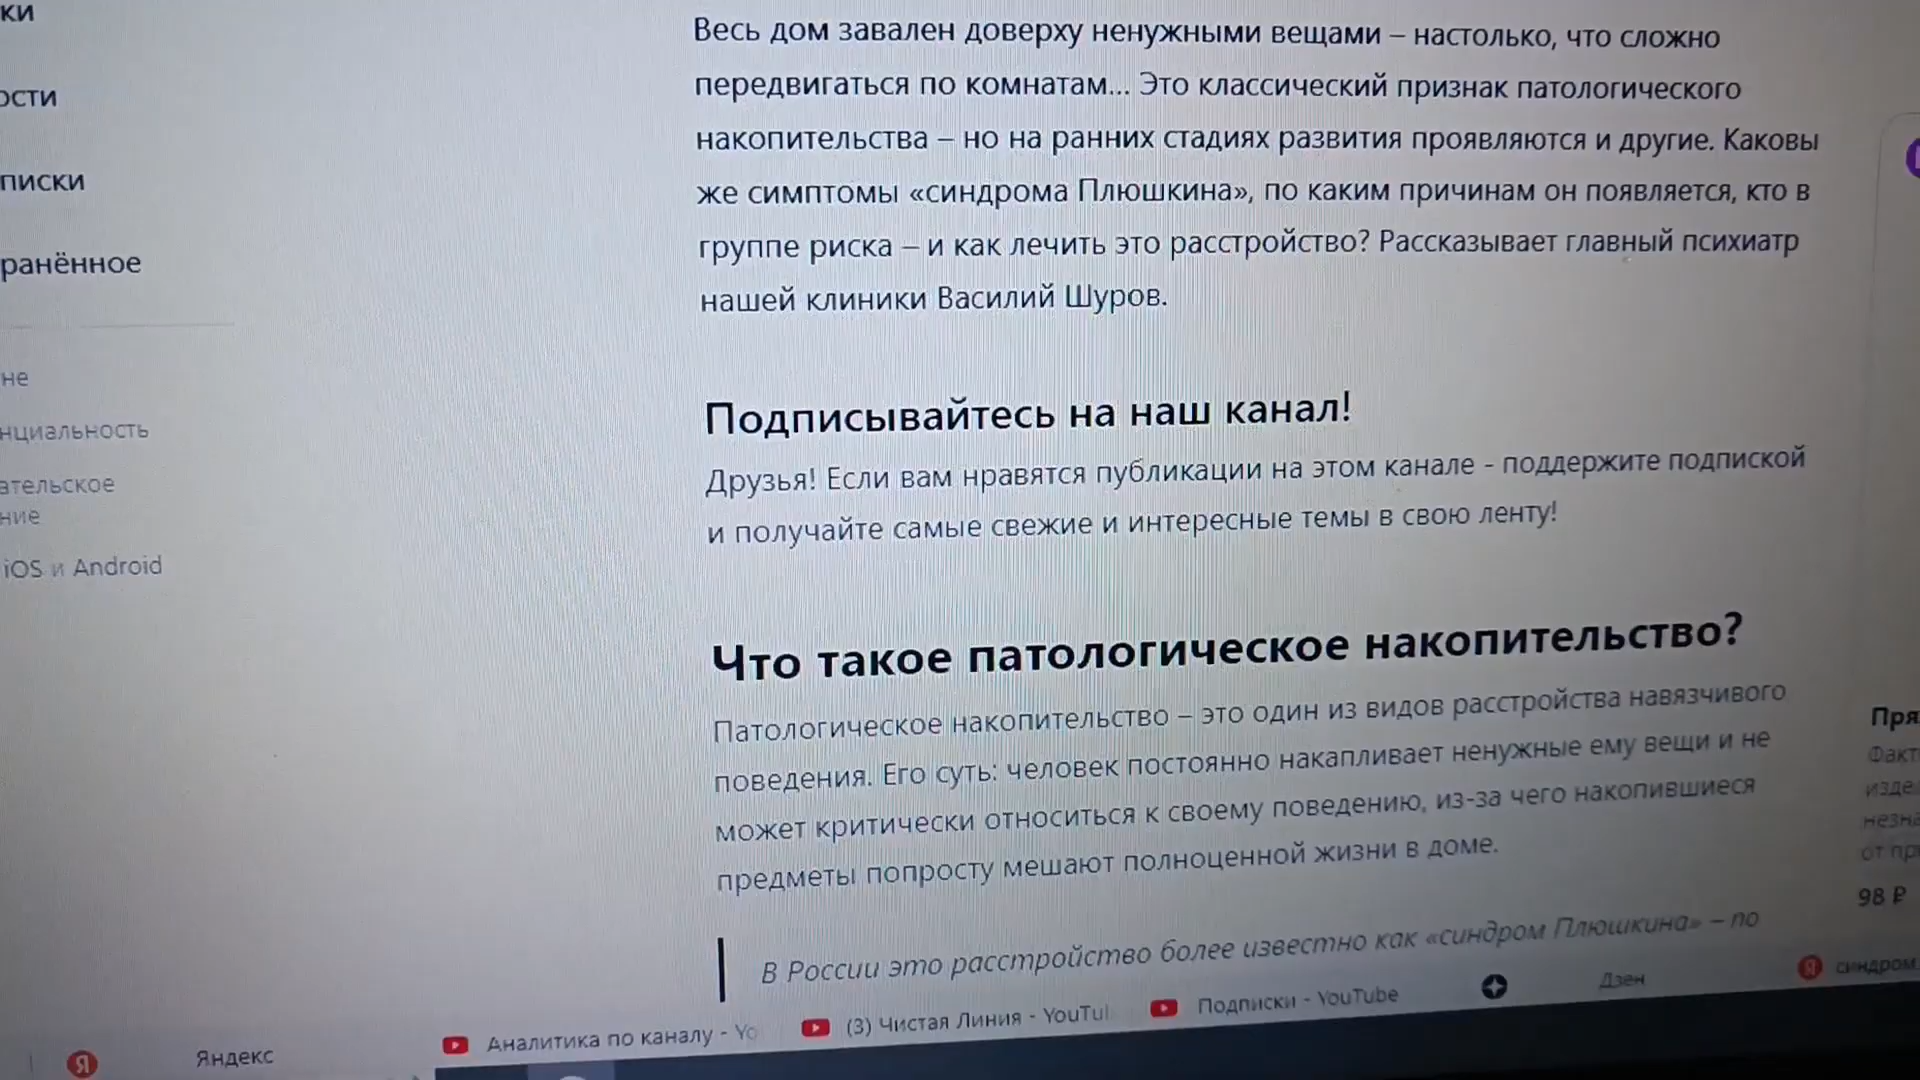 ки
ости
писки
ранённое
не
нциальность
ательское
ние
iOS и Android
Весь дом завален доверху ненужными вещами – настолько, что сложно
передвигаться по комнатам... Это классический признак патологического
накопительства – но на ранних стадиях развития проявляются и другие. Каковы
же симптомы «синдрома Плюшкина», по каким причинам он появляется, кто в
группе риска – и как лечить это расстройство? Рассказывает главный психиатр
нашей клиники Василий Шуров.
Подписывайтесь на наш канал!
Друзья! Если вам нравятся публикации на этом канале - поддержите подпиской
и получайте самые свежие и интересные темы в свою ленту!
Что такое патологическое накопительство?
Патологическое накопительство – это один из видов расстройства навязчивого
поведения. Его суть: человек постоянно накапливает ненужные ему вещи и не
может критически относиться к своему поведению, из-за чего накопившиеся
предметы попросту мешают полноценной жизни в доме.
В России это расстройство более известно как «синдром Плюшкина» – по
Пря
Факт
изде
незна
от пр
98 ₽
Я Яндекс
Аналитика по каналу - Yo
(3) Чистая Линия - YouTul
Подписки - YouTube
Дзен
Я синдром